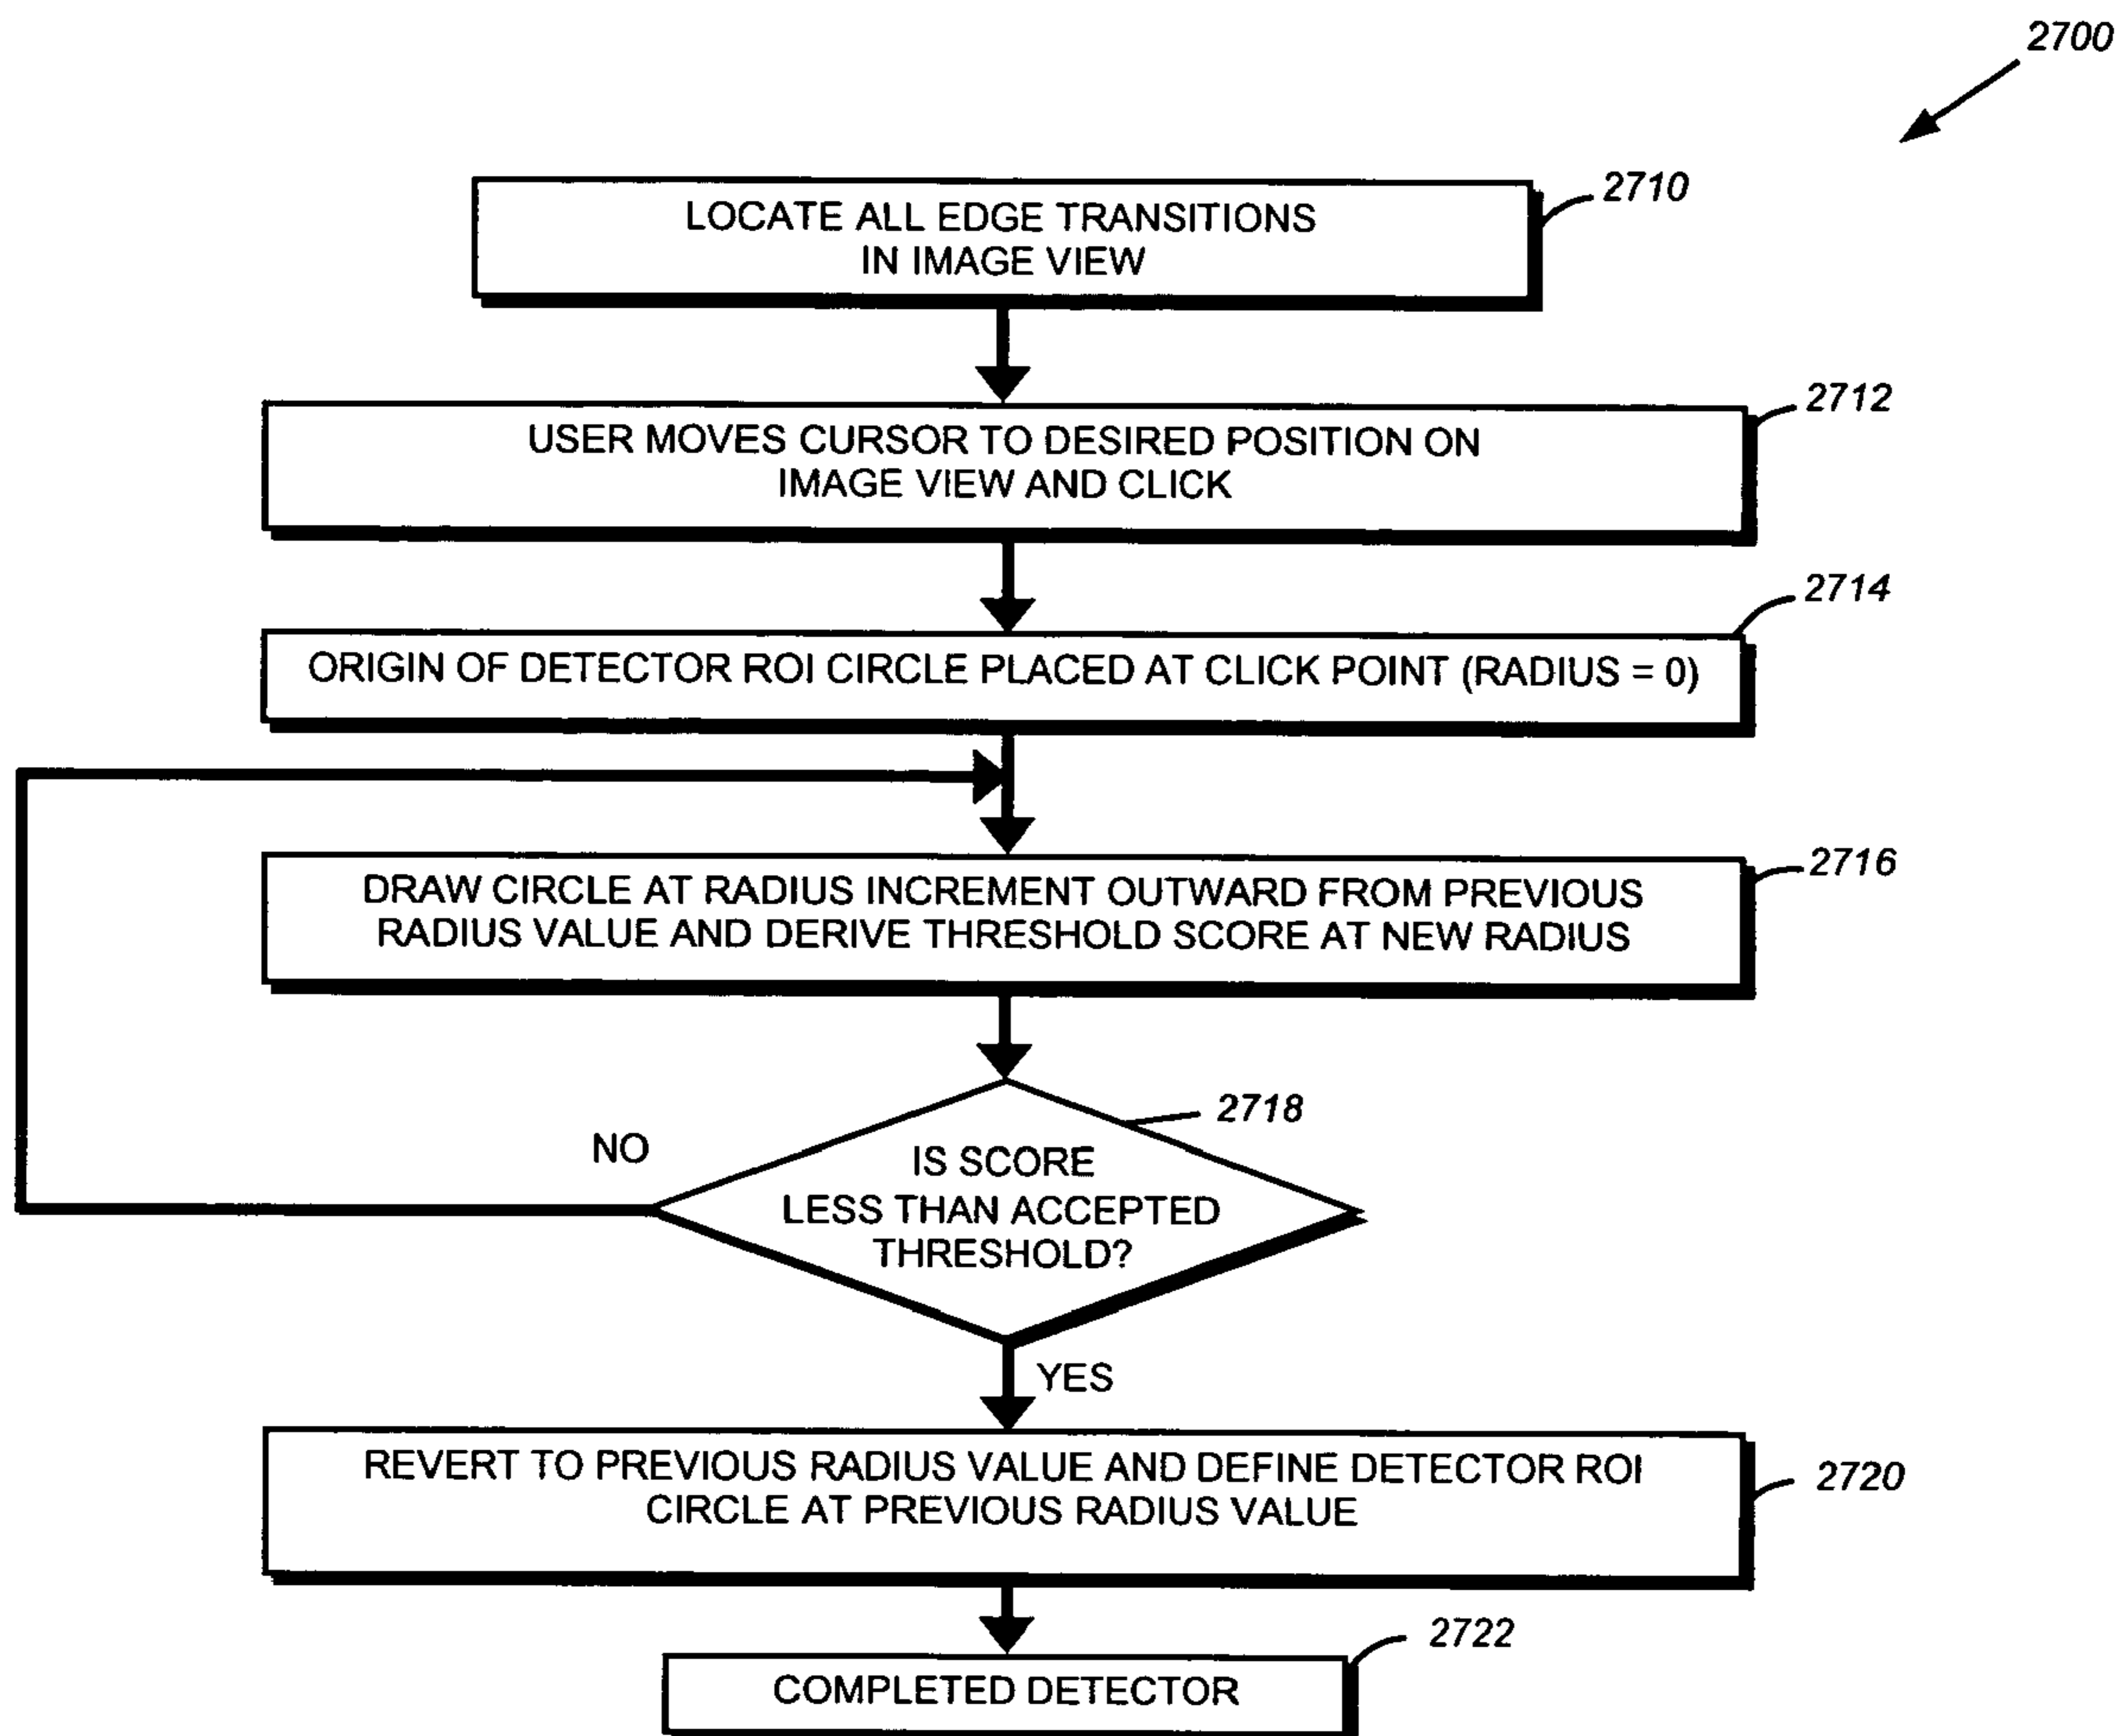 2700
2710
LOCATE ALL EDGE TRANSITIONS
IN IMAGE VIEW
2712
USER MOVES CURSOR TO DESIRED POSITION ON
IMAGE VIEW AND CLICK
2714
ORIGIN OF DETECTOR ROI CIRCLE PLACED AT CLICK POINT (RADIUS = 0)
2716
DRAW CIRCLE AT RADIUS INCREMENT OUTWARD FROM PREVIOUS
RADIUS VALUE AND DERIVE THRESHOLD SCORE AT NEW RADIUS
2718
NO
IS SCORE
LESS THAN ACCEPTED
THRESHOLD?
YES
REVERT TO PREVIOUS RADIUS VALUE AND DEFINE DETECTOR ROI
CIRCLE AT PREVIOUS RADIUS VALUE
2720
2722
COMPLETED DETECTOR